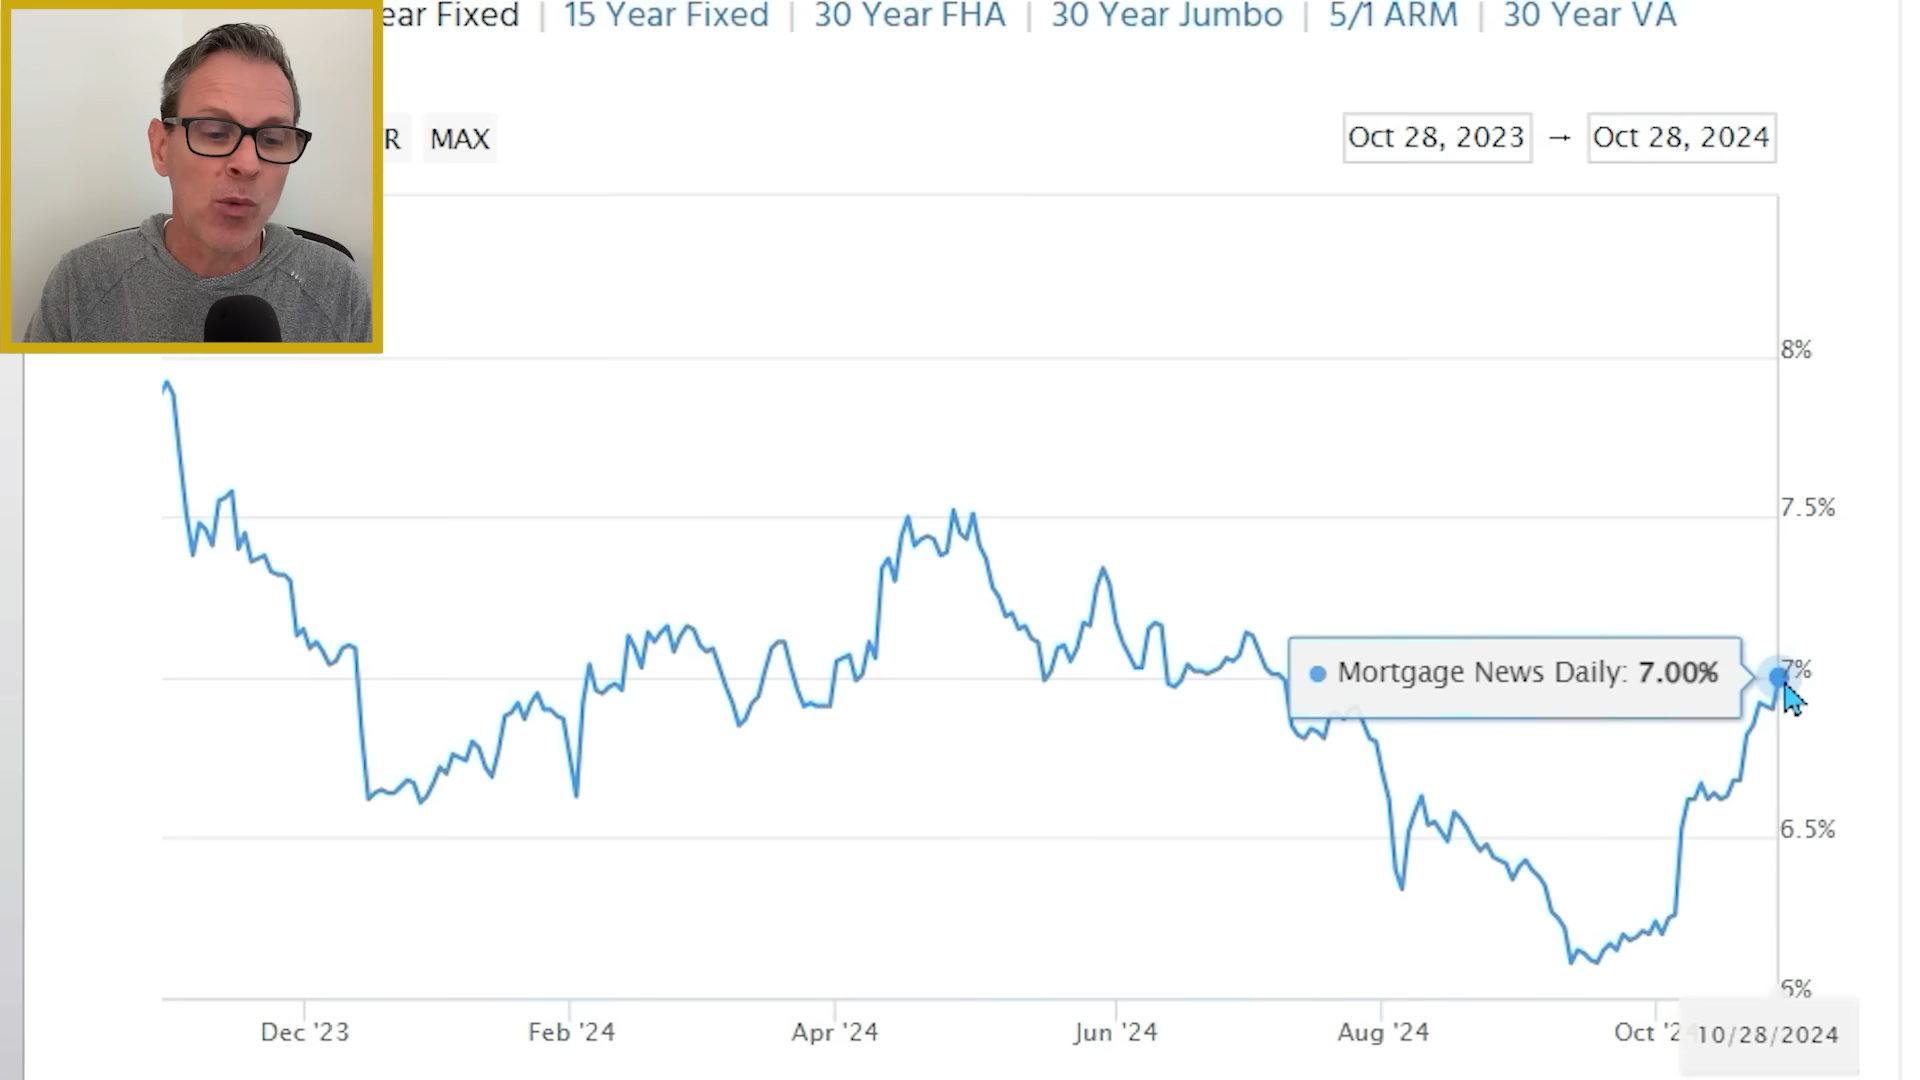 ear Fixed | 15 Year Fixed | 30 Year FHA | 30 Year Jumbo | 5/1 ARM | 30 Year VA
R MAX Oct 28, 2023 → Oct 28, 2024
8%
7.5%
Mortgage News Daily: 7.00%
7%
6.5%
6%
Dec '23 Feb '24 Apr '24 Jun '24 Aug '24 Oct '24 10/28/2024